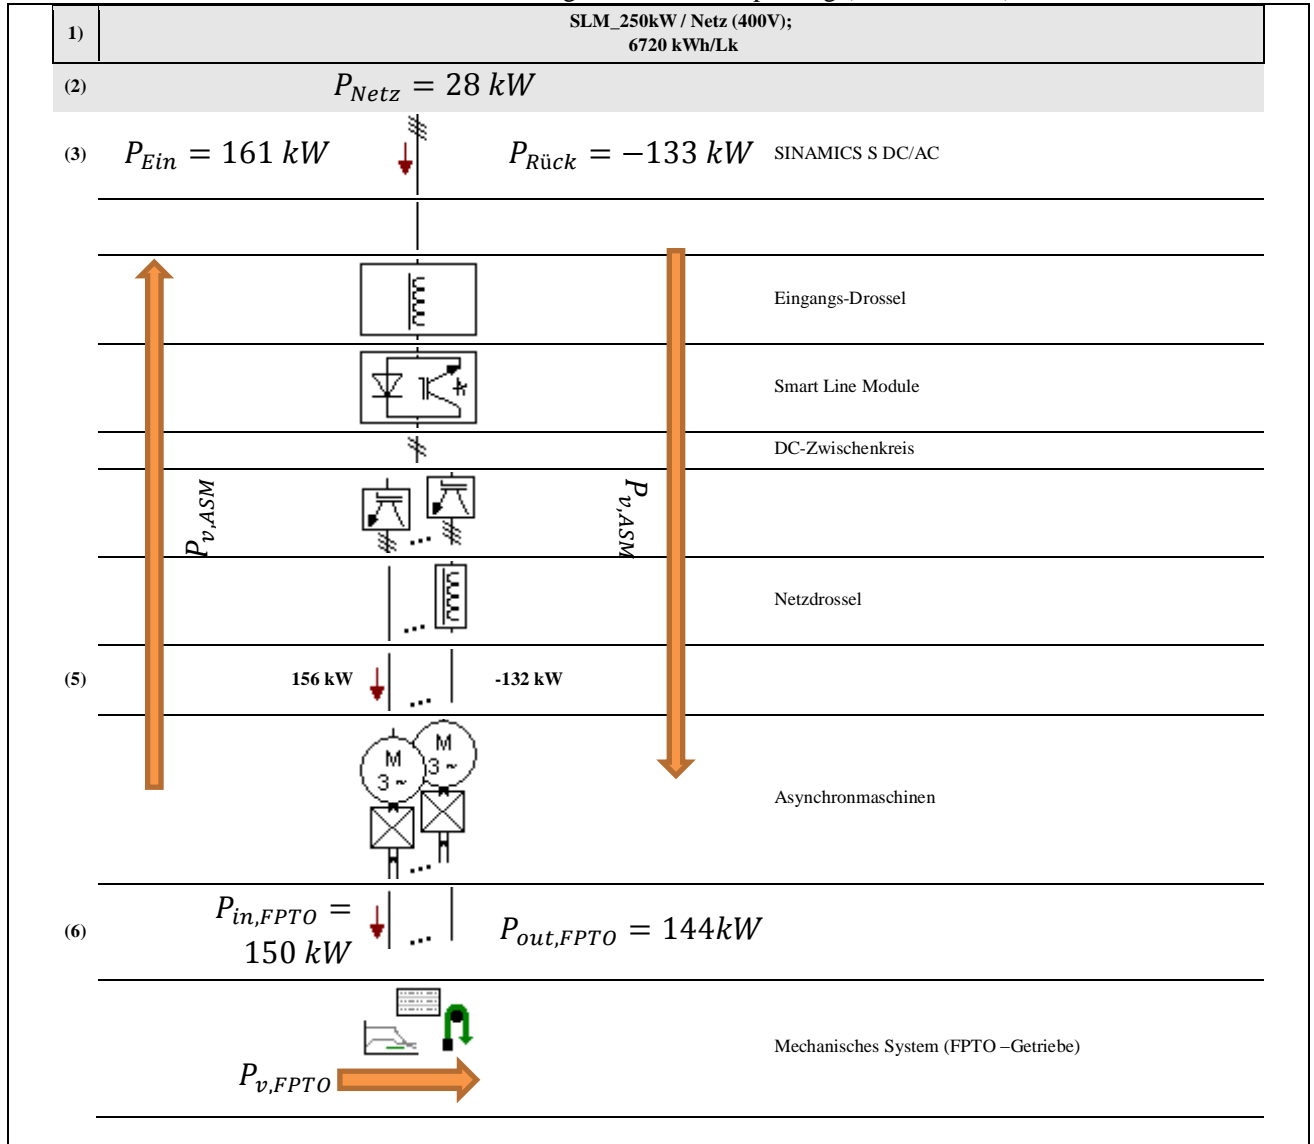 1)
SLM_250kW / Netz (400V);
6720 kWh/Lk
(2)
P_Netz = 28 kW
(3)
P_Ein = 161 kW
P_Rück = −133 kW
SINAMICS S DC/AC
Eingangs-Drossel
Smart Line Module
DC-Zwischenkreis
P_v,ASM
P_v,ASM
Netzdrossel
(5)
156 kW
-132 kW
M
3 ~
M
3 ~
Asynchronmaschinen
(6)
P_in,FPTO =
150 kW
P_out,FPTO = 144kW
Mechanisches System (FPTO –Getriebe)
P_v,FPTO